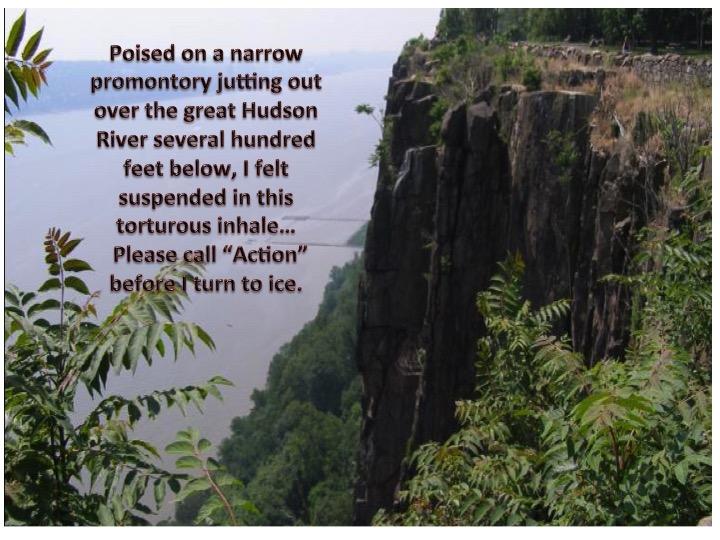 Poised on a narrow
promontory jutting out
over the great Hudson
River several hundred
feet below, I felt
suspended in this
torturous inhale…
Please call “Action”
before I turn to ice.